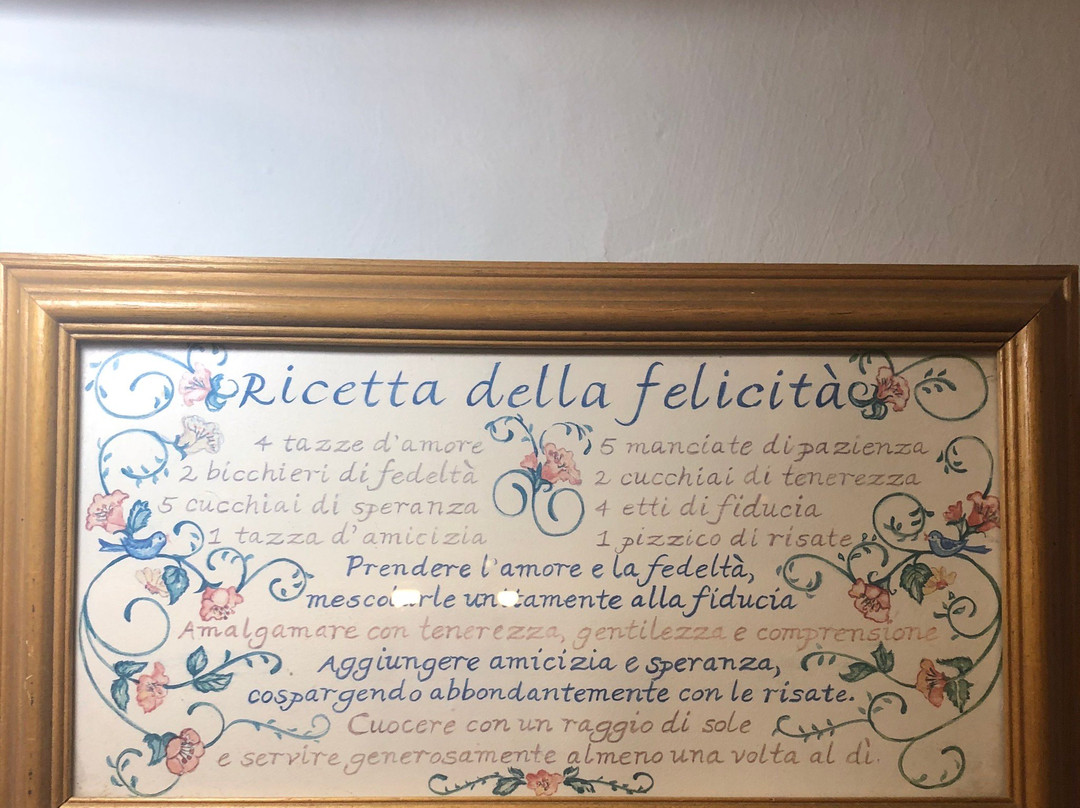 Ricetta della felicità
4 tazze d'amore
2 bicchieri di fedeltà
5 cucchiai di speranza
1 tazza d'amicizia
5 manciate di pazienza
2 cucchiai di tenerezza
4 etti di fiducia
1 pizzico di risate
Prendere l'amore e la fedeltà,
mescolarle unitamente alla fiducia
Amalgamare con tenerezza, gentilezza e comprensione
Aggiungere amicizia e speranza,
cospargendo abbondantemente con le risate.
Cuocere con un raggio di sole
e servire generosamente almeno una volta al dì.